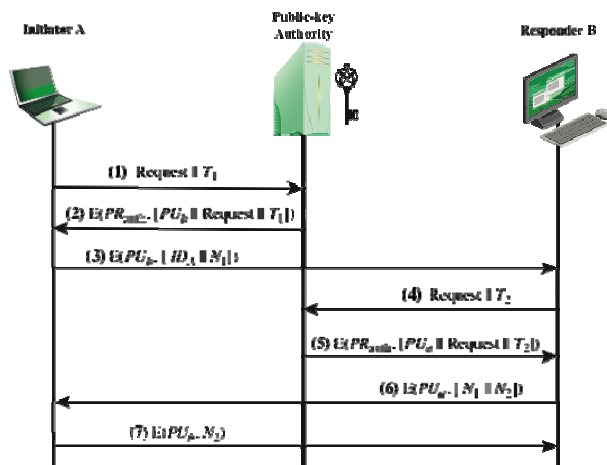 Initiator A
Public-key
Authority
Responder B
(1) Request || T1
(2) E(PRauth, [PUb || Request || T1])
(3) E(PUb, [IDA || N1])
(4) Request || T2
(5) E(PRauth, [PUa || Request || T2])
(6) E(PUa, [N1 || N2])
(7) E(PUb, N2)